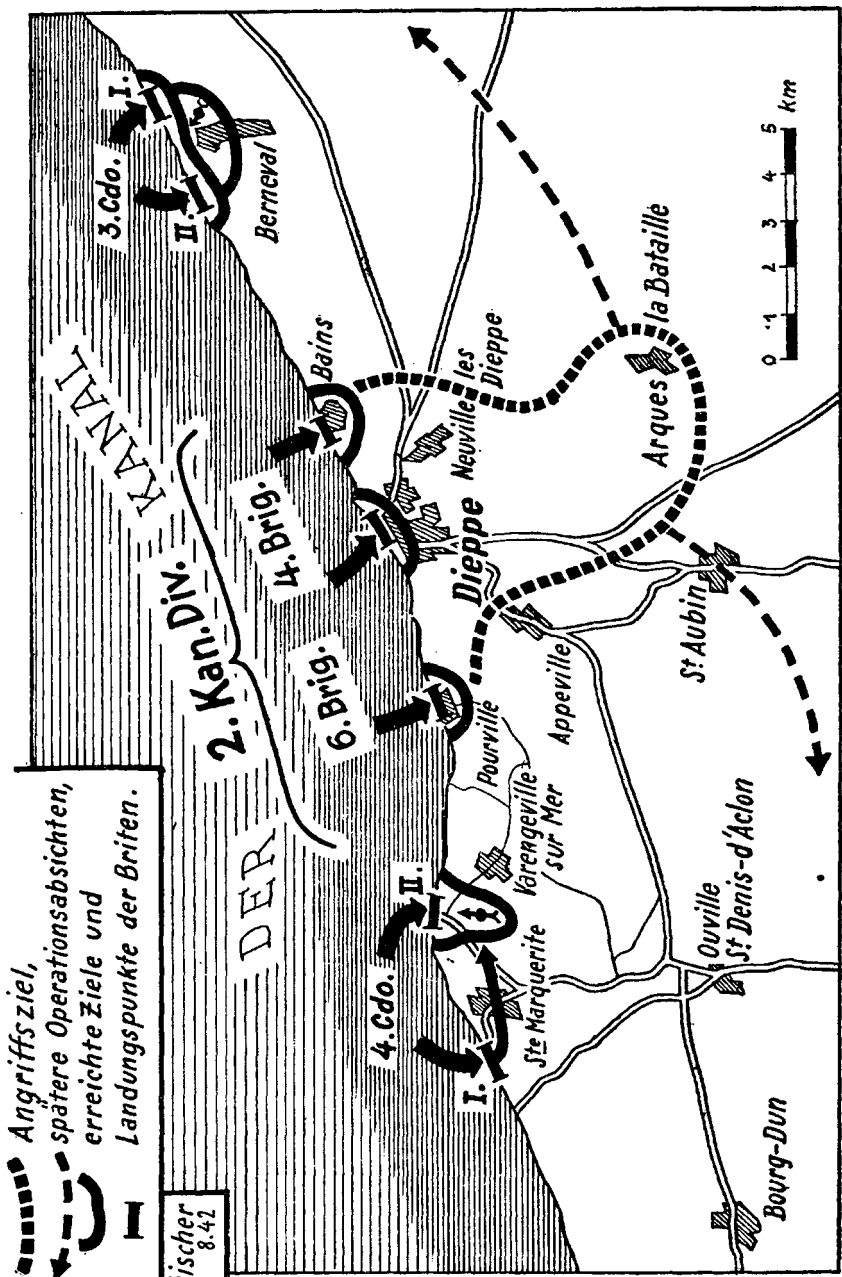 Angriffsziel,
spätere Operationsabsichten,
erreichte Ziele und
Landungspunkte der Briten.
8.42
DER KANAL
2. Kan. Div.
3. Cdo.
I.
II.
Berneval
4. Brig.
Bains
Neuville les
Dieppe
Dieppe
6. Brig.
Pourville
Appeville
Arques la Bataille
St Aubin
4. Cdo.
II.
I.
Varengeville
sur Mer
Ste Marquerite
Ouville
St Denis-d'Aclon
Bourg-Dun
0 1 2 3 4 5 km